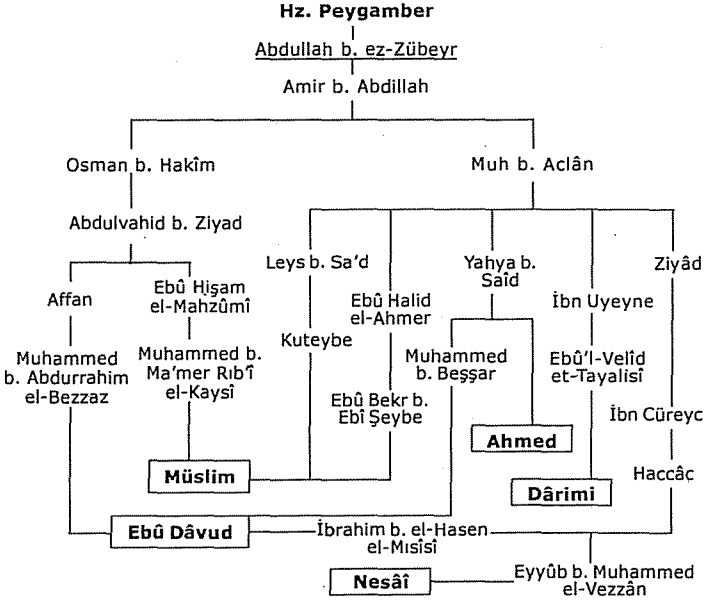 Hz. Peygamber
Abdullah b. ez-Zübeyr
Amir b. Abdillah
Osman b. Hakîm
Muh b. Aclân
Abdulvahid b. Ziyad
Leys b. Sa'd
Yahya b.
Saîd
Ziyâd
Affan
Ebû Hişam
el-Mahzûmî
Ebû Halid
el-Ahmer
İbn Uyeyne
Kuteybe
Muhammed
b. Abdurrahim
el-Bezzaz
Muhammed b.
Ma'mer Rıb'î
el-Kaysî
Muhammed
b. Beşşar
Ebû'l-Velîd
et-Tayalisî
Ebû Bekr b.
Ebî Şeybe
İbn Cüreyc
Ahmed
Müslim
Haccâç
Dârimi
Ebû Dâvud
İbrahim b. el-Hasen
el-Mısîsî
Nesâî
Eyyûb b. Muhammed
el-Vezzân